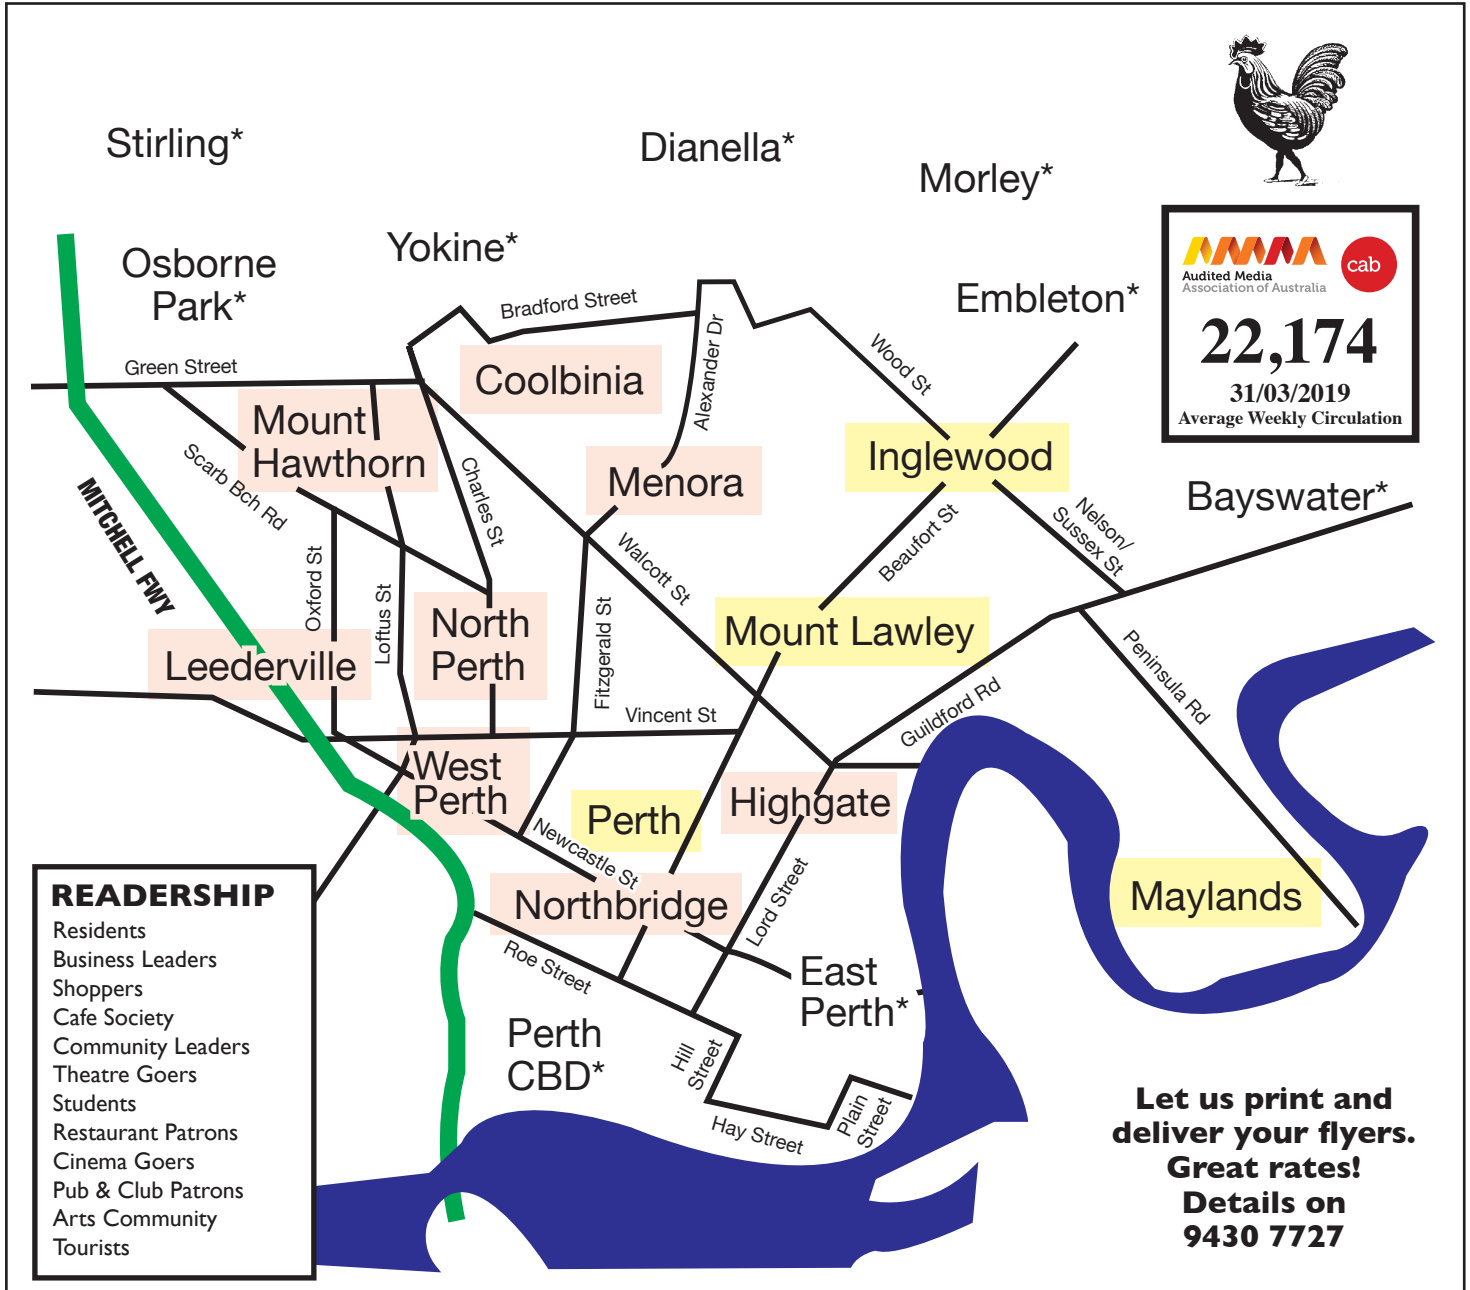 Stirling*
Dianella*
Morley*
Yokine*
Osborne
Park*
Embleton*
Audited Media
Association of Australia
cab
22,174
31/03/2019
Average Weekly Circulation
Bradford Street
Alexander Dr
Wood St
Green Street
Coolbinia
Mount
Hawthorn
Scarb Bch Rd
Charles St
Menora
Inglewood
Bayswater*
Nelson/
Sussex St
Beaufort St
MITCHELL FWY
Oxford St
Loftus St
Walcott St
Fitzgerald St
North
Perth
Mount Lawley
Leederville
Peninsula Rd
Guildford Rd
Vincent St
West
Perth
Perth
Highgate
Newcastle St
Northbridge
Lord Street
Maylands
Roe Street
East
Perth*
Perth
CBD*
Hill
Street
Hay Street
Plain
Street
READERSHIP
Residents
Business Leaders
Shoppers
Cafe Society
Community Leaders
Theatre Goers
Students
Restaurant Patrons
Cinema Goers
Pub & Club Patrons
Arts Community
Tourists
Let us print and
deliver your flyers.
Great rates!
Details on
9430 7727